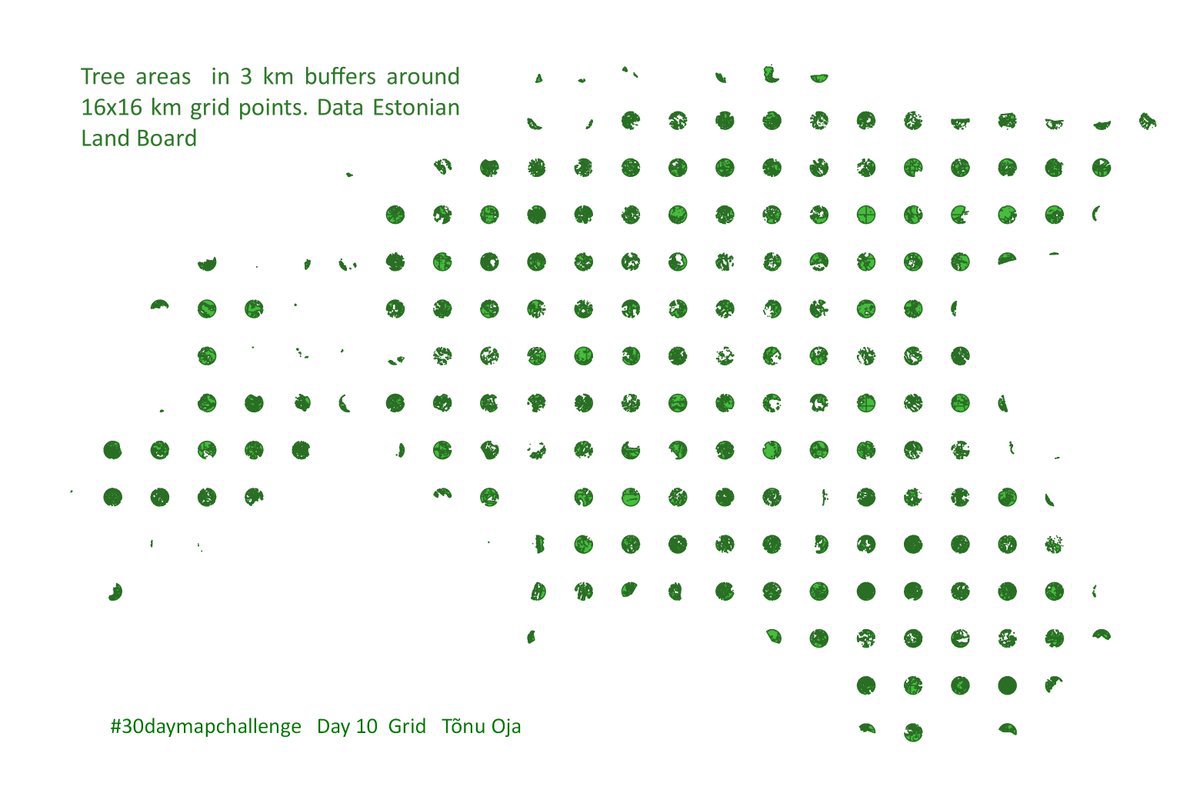 Tree areas in 3 km buffers around
16x16 km grid points. Data Estonian
Land Board
#30daymapchallenge Day 10 Grid Tõnu Oja